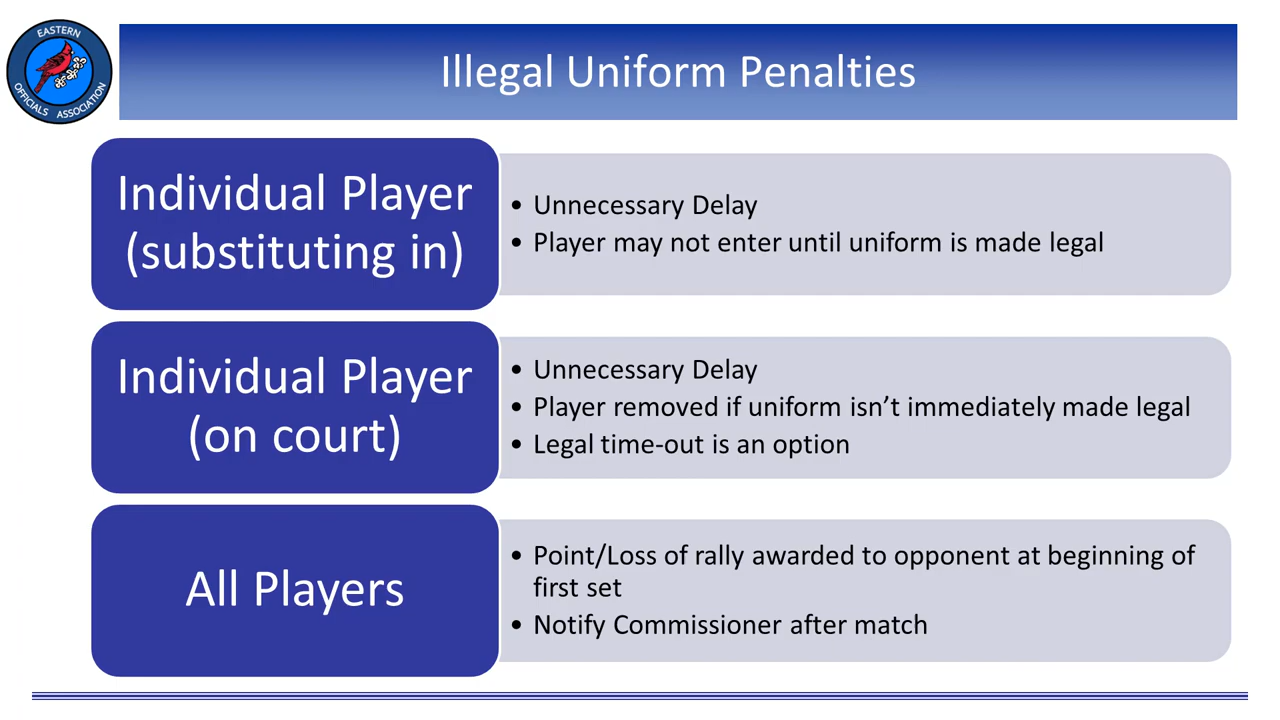 EASTERN
OFFICIALS ASSOCIATION
Illegal Uniform Penalties
Individual Player
(substituting in)
• Unnecessary Delay
• Player may not enter until uniform is made legal
Individual Player
(on court)
• Unnecessary Delay
• Player removed if uniform isn’t immediately made legal
• Legal time-out is an option
All Players
• Point/Loss of rally awarded to opponent at beginning of
first set
• Notify Commissioner after match